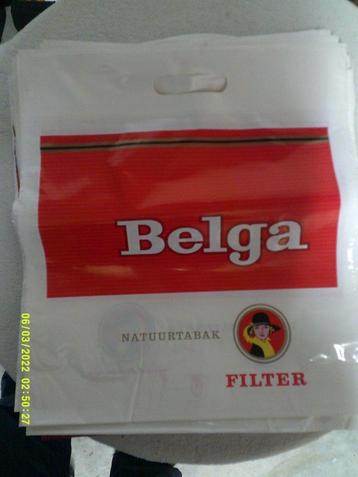 Belga
NATUURTABAK
FILTER
06/03/2022 02:50:27